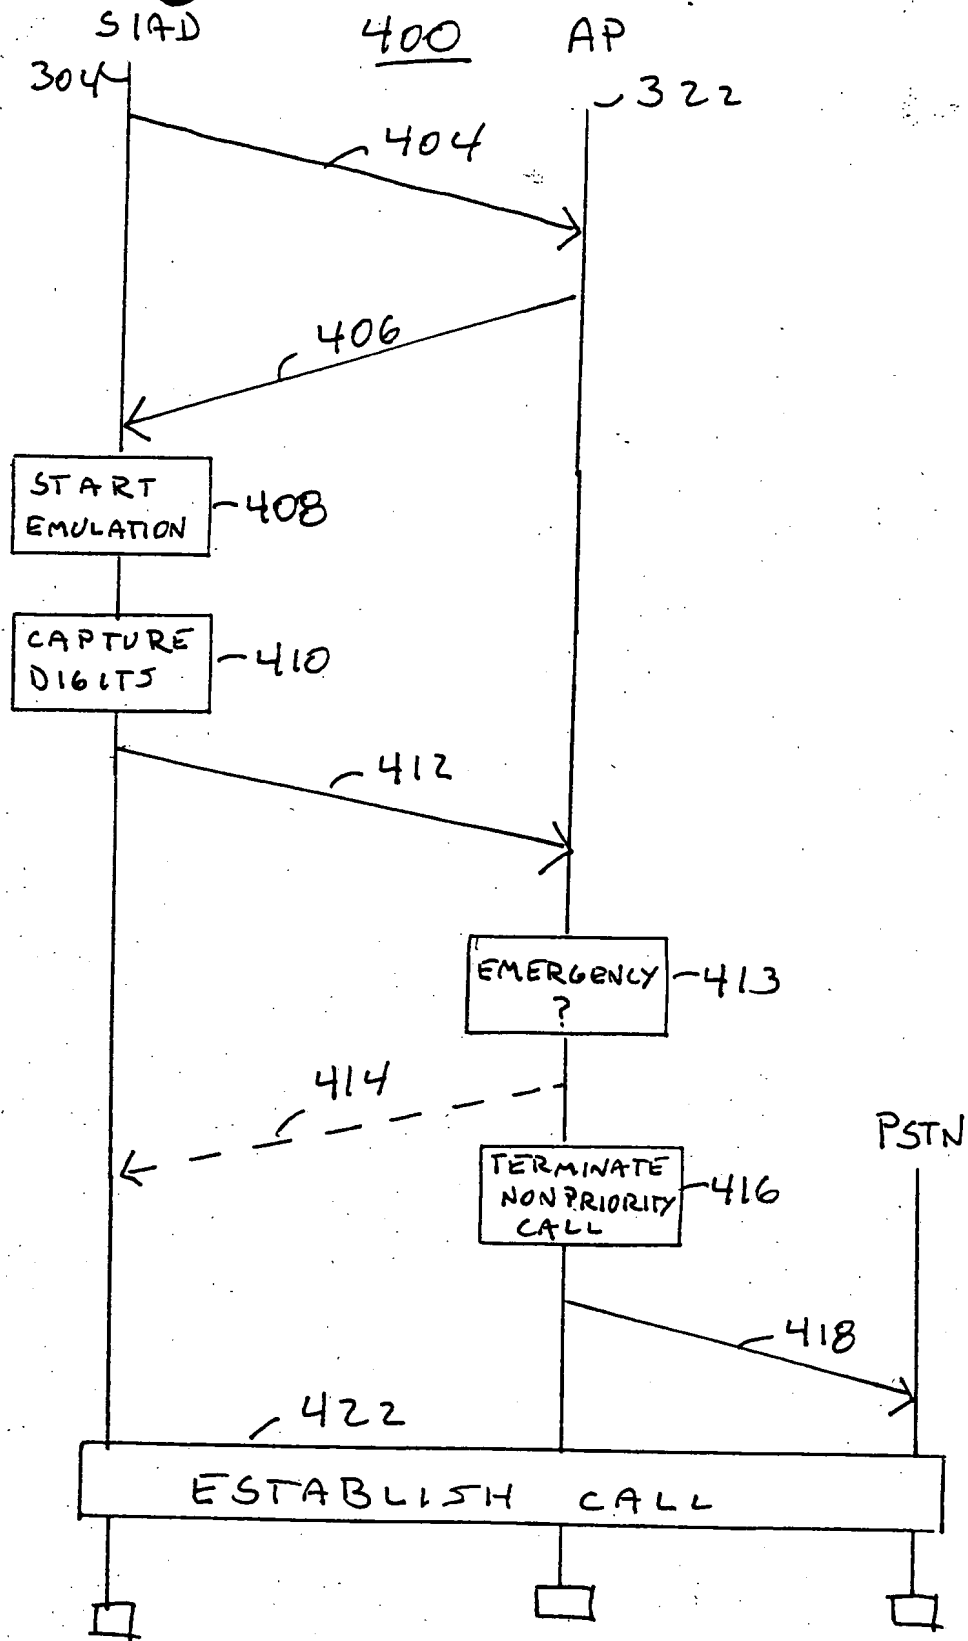 SIAD
400
AP
304
322
404
406
START
EMULATION
408
CAPTURE
DIGITS
410
412
EMERGENCY
?
413
414
PSTN
TERMINATE
NONPRIORITY
CALL
416
418
422
ESTABLISH CALL